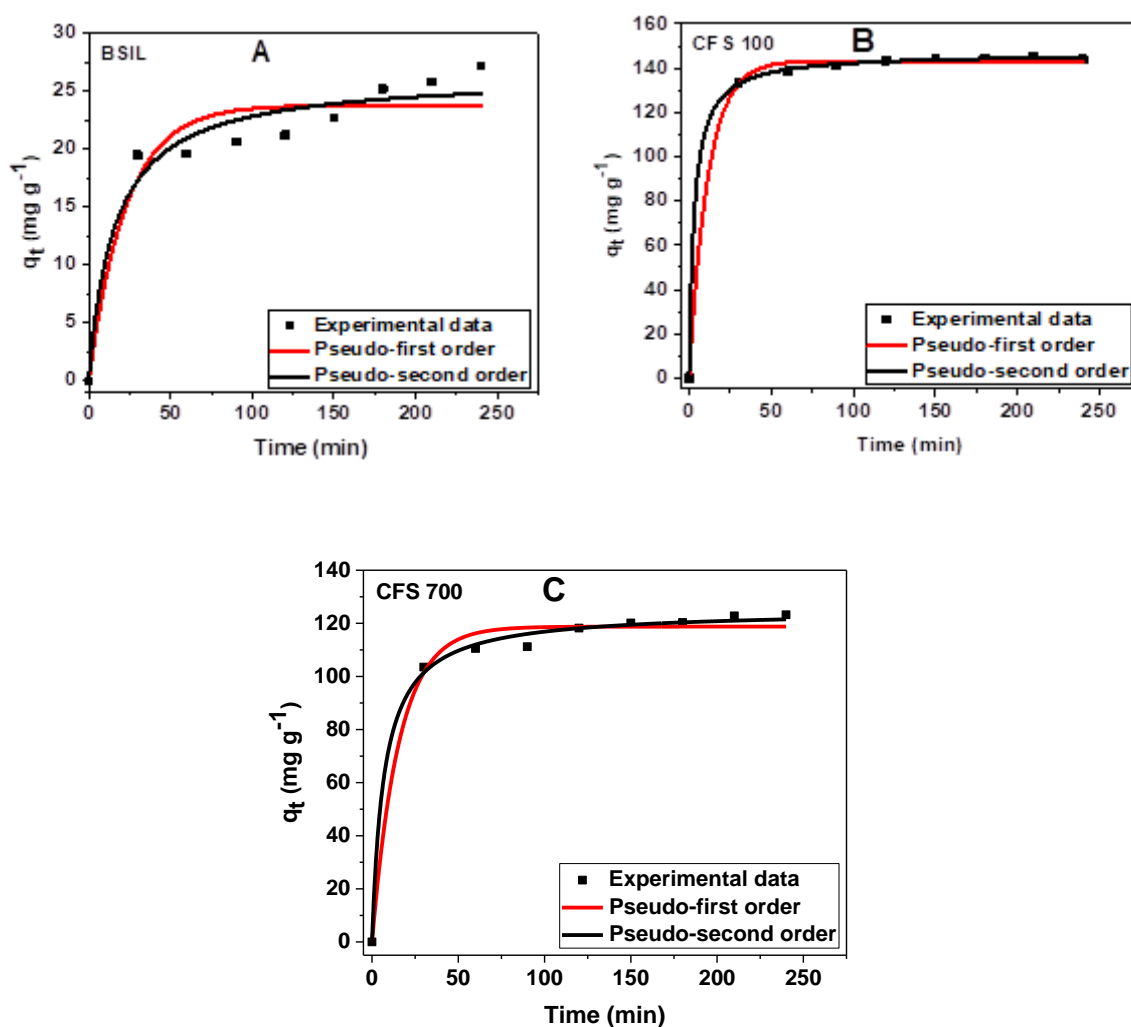 BSIL
A
30
25
20
15
10
5
0
qt (mg g-1)
Experimental data
Pseudo-first order
Pseudo-second order
0 50 100 150 200 250
Time (min)
CFS 100
B
160
140
120
100
80
60
40
20
0
qt (mg g-1)
Experimental data
Pseudo-first order
Pseudo-second order
0 50 100 150 200 250
Time (min)
CFS 700
C
140
120
100
80
60
40
20
0
qt (mg g-1)
Experimental data
Pseudo-first order
Pseudo-second order
0 50 100 150 200 250
Time (min)